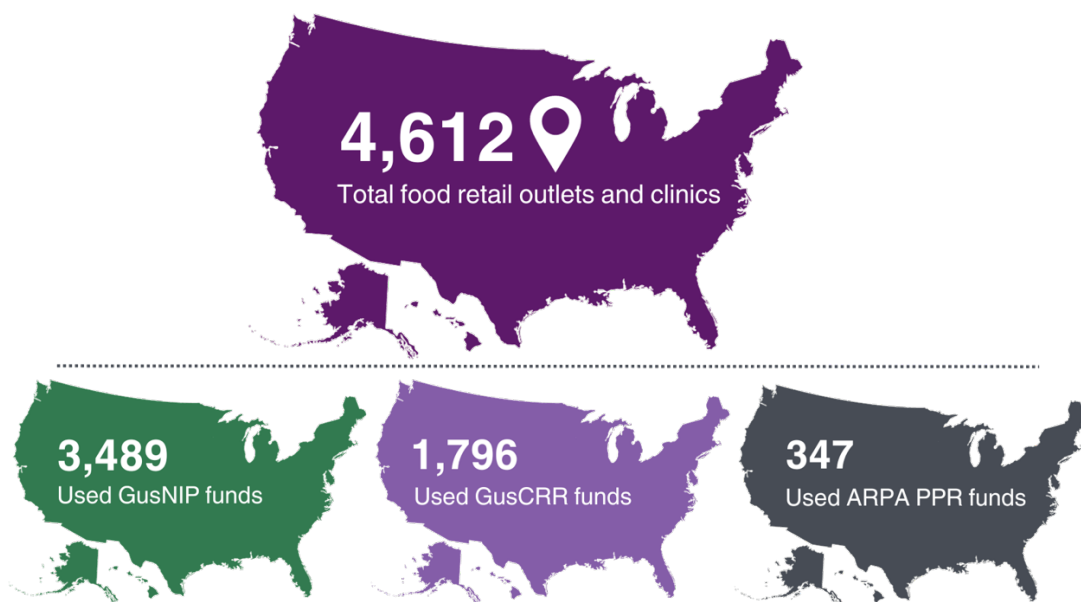 4,612
Total food retail outlets and clinics
3,489
Used GusNIP funds
1,796
Used GusCRR funds
347
Used ARPA PPR funds